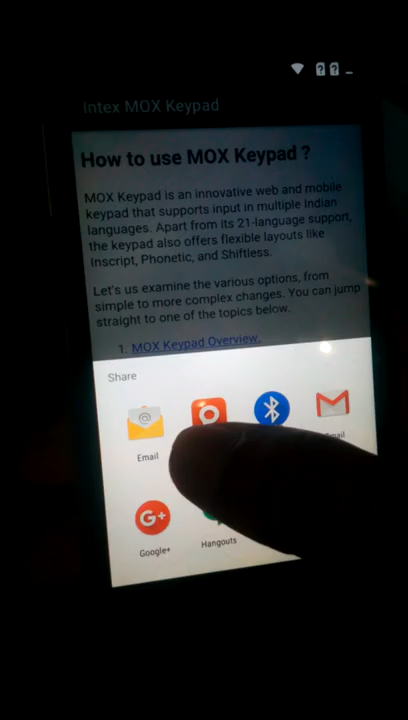 Intex MOX Keypad
How to use MOX Keypad ?
MOX Keypad is an innovative web and mobile
keypad that supports input in multiple Indian
languages. Apart from its 21-language support,
the keypad also offers flexible layouts like
Inscript, Phonetic, and Shiftless.
Let's us examine the various options, from
simple to more complex changes. You can jump
straight to one of the topics below.
1. MOX Keypad Overview.
Share
Email
Google+
Hangouts